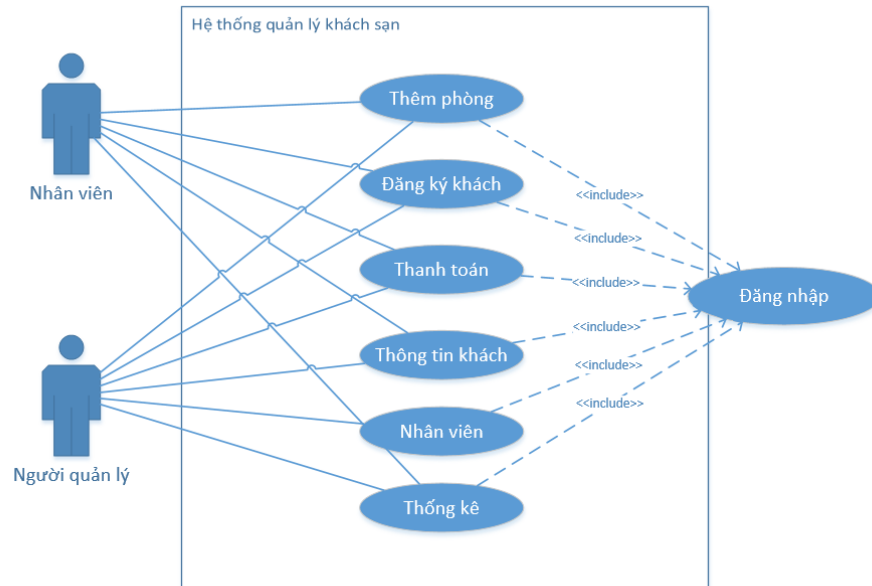 Hệ thống quản lý khách sạn
Nhân viên
Người quản lý
Thêm phòng
Đăng ký khách
Thanh toán
Thông tin khách
Nhân viên
Thống kê
<<include>>
<<include>>
<<include>>
<<include>>
<<include>>
<<include>>
Đăng nhập